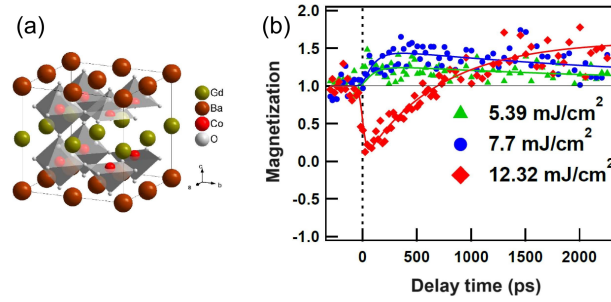 (a)
Gd
Ba
Co
O
c
a
b
(b)
Magnetization
2.0
1.5
1.0
0.5
0.0
-0.5
-1.0
5.39 mJ/cm²
7.7 mJ/cm²
12.32 mJ/cm²
0
500
1000
1500
2000
Delay time (ps)